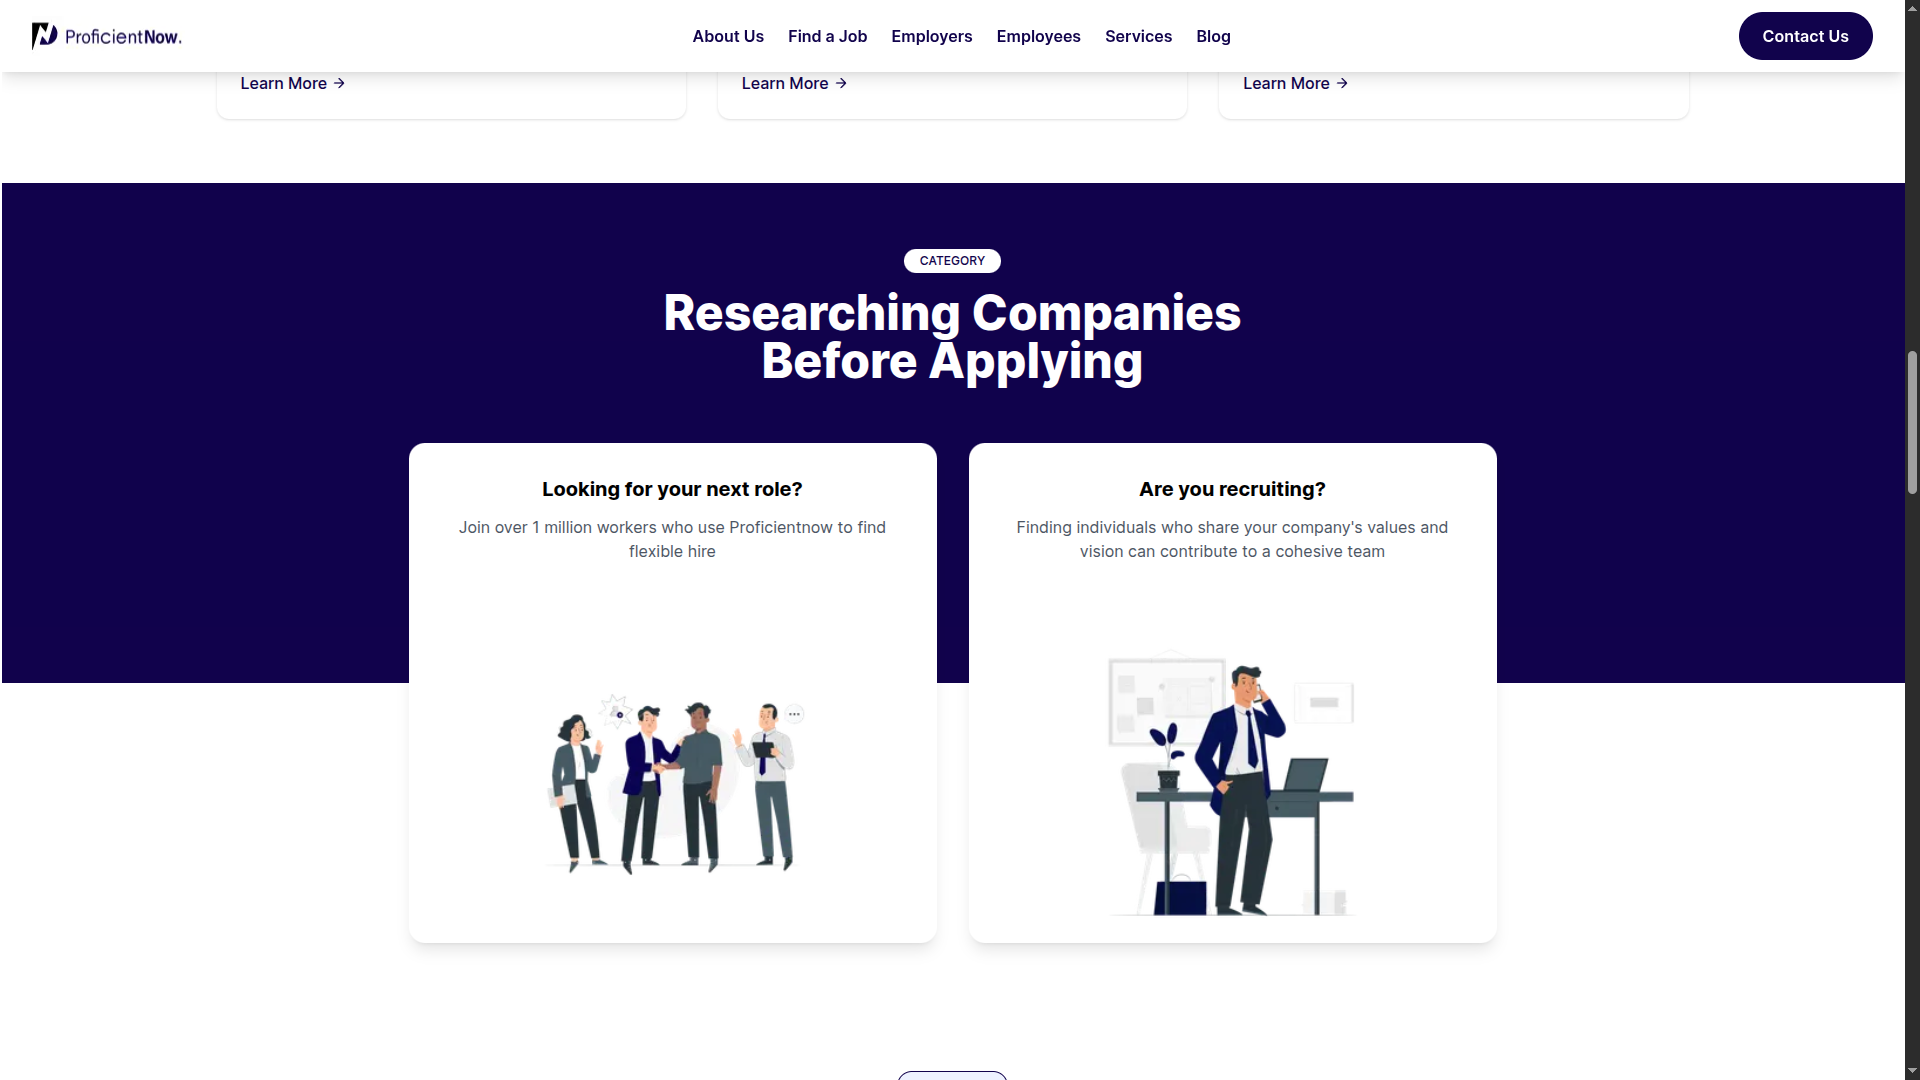 ProficientNow.
About Us
Find a Job
Employers
Employees
Services
Blog
Contact Us
Learn More →
Learn More →
Learn More →
CATEGORY
Researching Companies
Before Applying
Looking for your next role?
Join over 1 million workers who use Proficientnow to find
flexible hire
Are you recruiting?
Finding individuals who share your company's values and
vision can contribute to a cohesive team